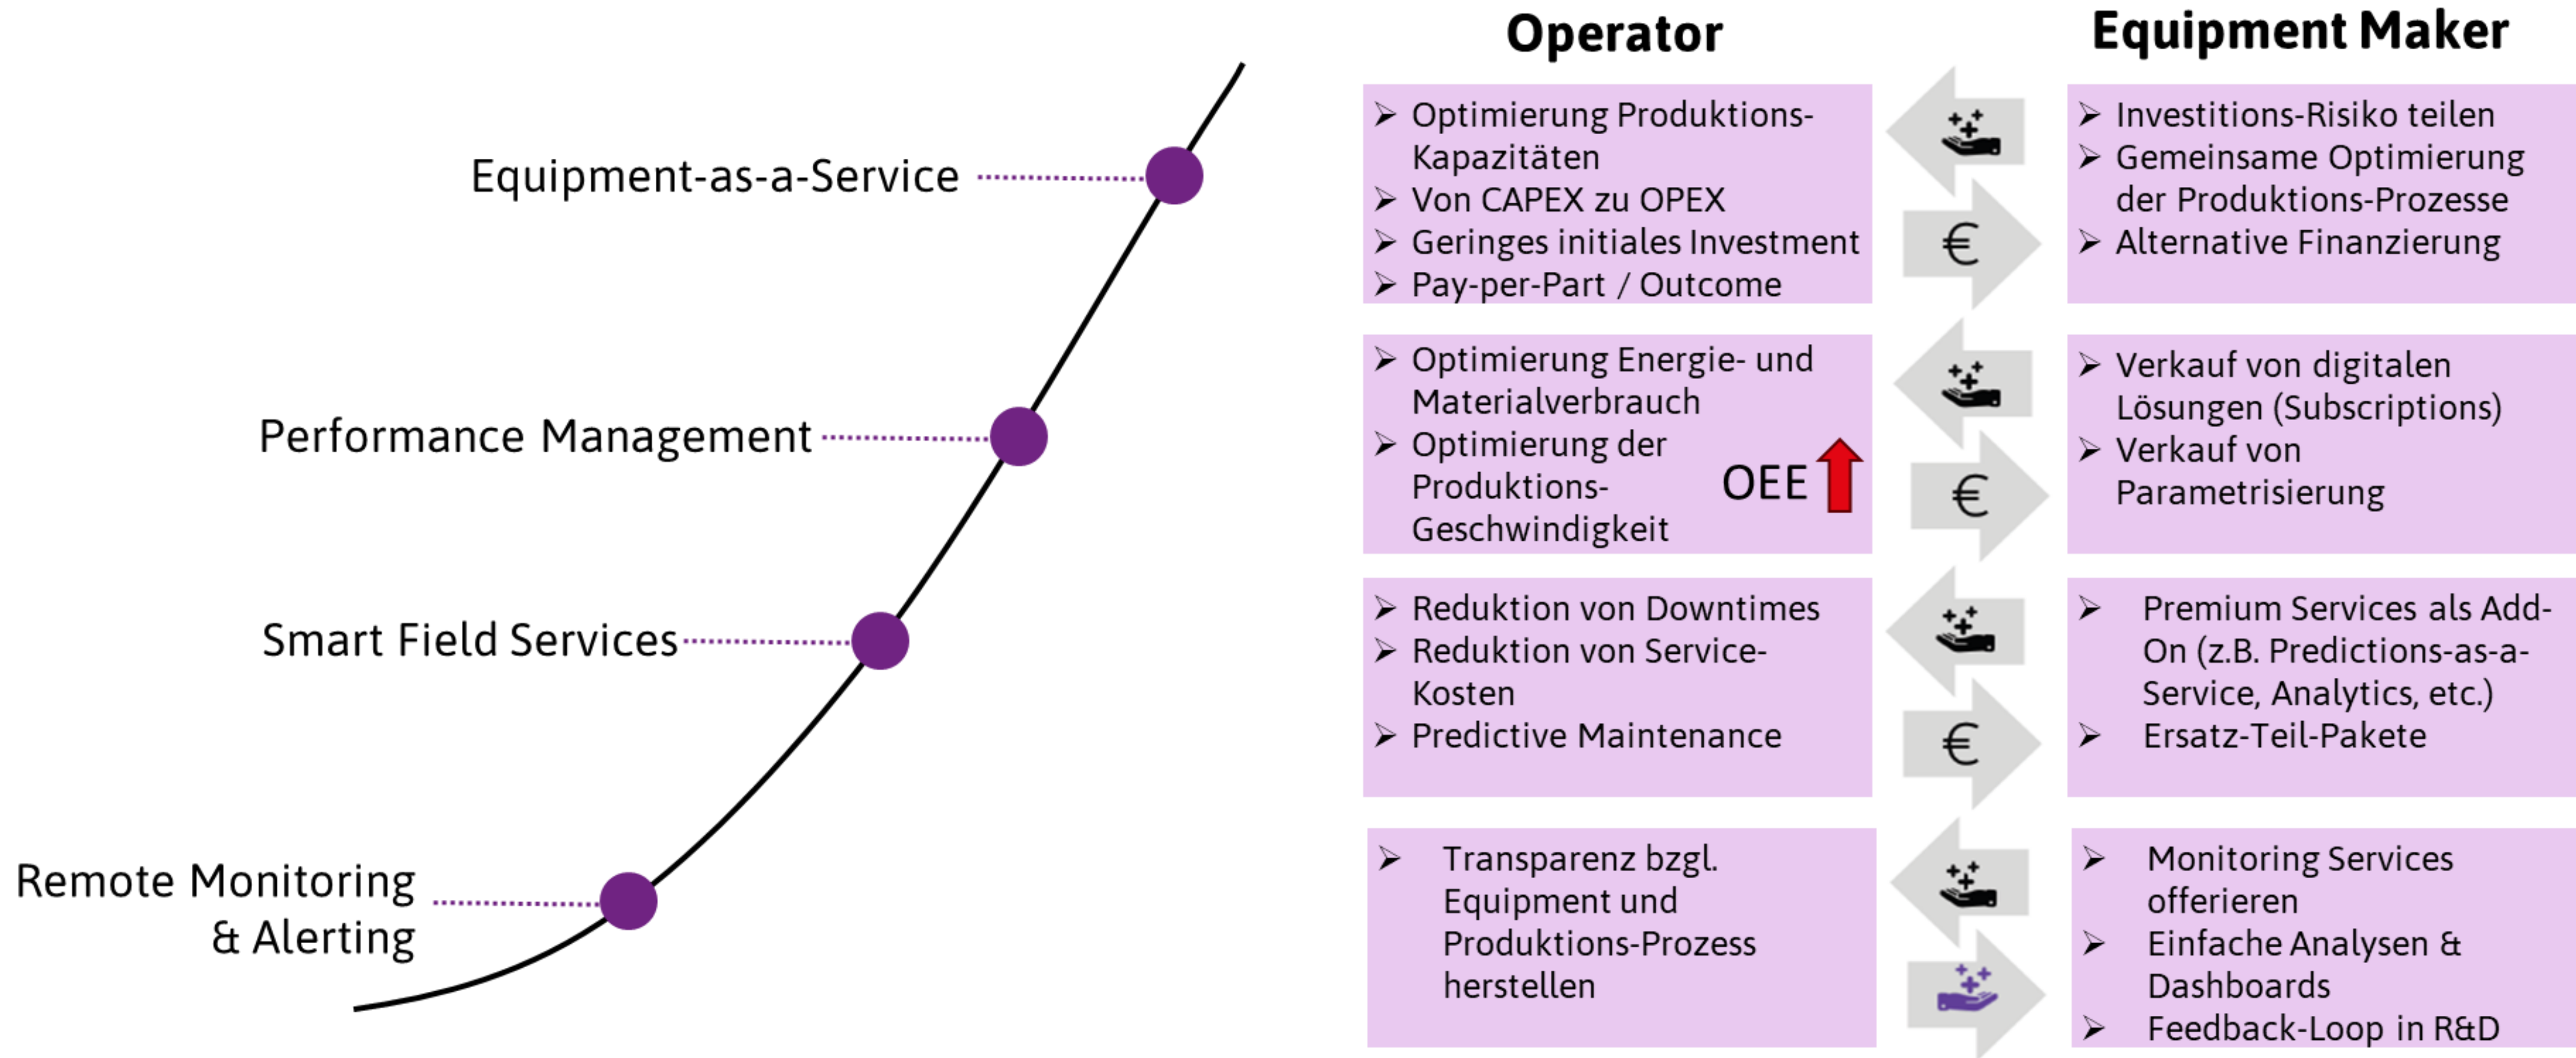 Operator
Equipment Maker
Equipment-as-a-Service
➢ Optimierung Produktions-
Kapazitäten
➢ Von CAPEX zu OPEX
➢ Geringes initiales Investment
➢ Pay-per-Part / Outcome
€
➢ Investitions-Risiko teilen
➢ Gemeinsame Optimierung
der Produktions-Prozesse
➢ Alternative Finanzierung
Performance Management
➢ Optimierung Energie- und
Materialverbrauch
➢ Optimierung der
Produktions-
Geschwindigkeit
OEE
€
➢ Verkauf von digitalen
Lösungen (Subscriptions)
➢ Verkauf von
Parametrisierung
Smart Field Services
➢ Reduktion von Downtimes
➢ Reduktion von Service-
Kosten
➢ Predictive Maintenance
€
➢ Premium Services als Add-
On (z.B. Predictions-as-a-
Service, Analytics, etc.)
➢ Ersatz-Teil-Pakete
Remote Monitoring
& Alerting
➢ Transparenz bzgl.
Equipment und
Produktions-Prozess
herstellen
➢ Monitoring Services
offerieren
➢ Einfache Analysen &
Dashboards
➢ Feedback-Loop in R&D